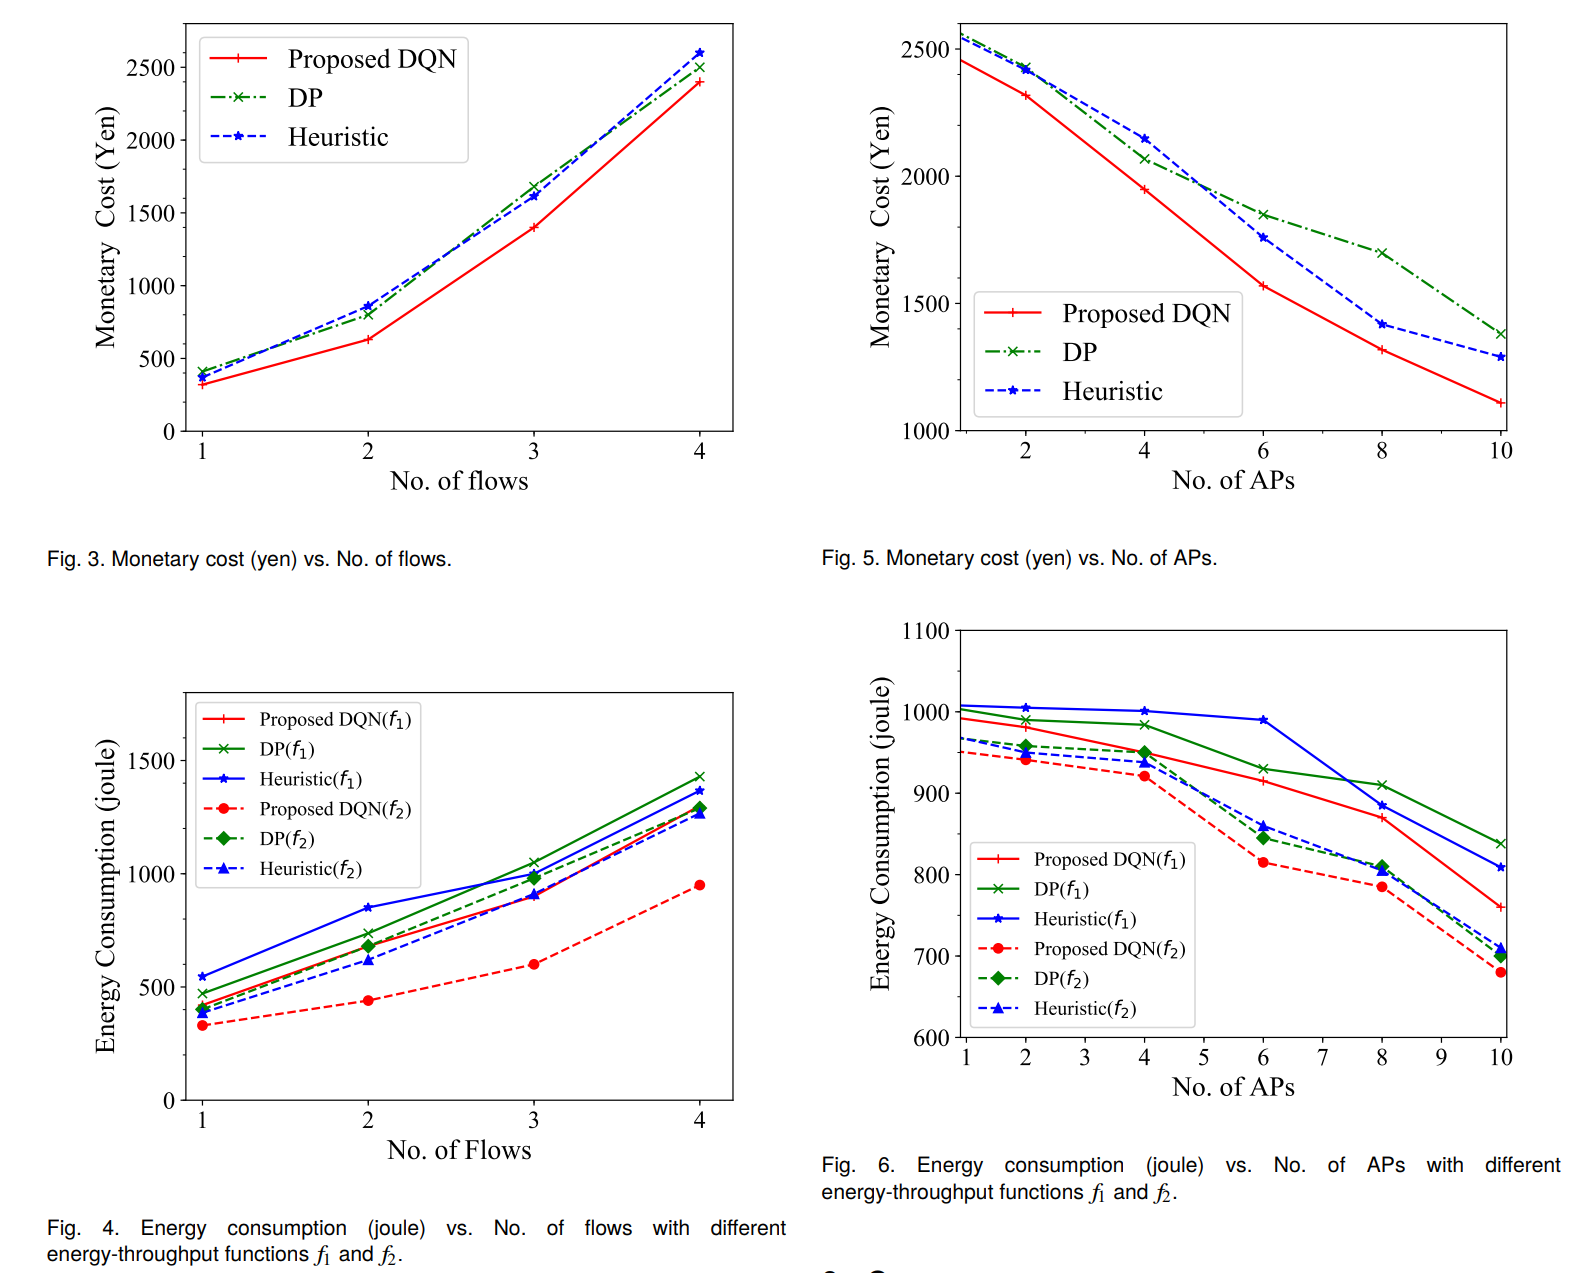 2500
2000
1500
1000
500
0
Monetary Cost (Yen)
Proposed DQN
DP
Heuristic
1 2 3 4
No. of flows
Fig. 3. Monetary cost (yen) vs. No. of flows.
1500
1000
500
0
Energy Consumption (joule)
Proposed DQN(f1)
DP(f1)
Heuristic(f1)
Proposed DQN(f2)
DP(f2)
Heuristic(f2)
1 2 3 4
No. of Flows
Fig. 4. Energy consumption (joule) vs. No. of flows with different
energy-throughput functions f1 and f2.
2500
2000
1500
1000
Monetary Cost (Yen)
Proposed DQN
DP
Heuristic
2 4 6 8 10
No. of APs
Fig. 5. Monetary cost (yen) vs. No. of APs.
1100
1000
900
800
700
600
Energy Consumption (joule)
Proposed DQN(f1)
DP(f1)
Heuristic(f1)
Proposed DQN(f2)
DP(f2)
Heuristic(f2)
1 2 3 4 5 6 7 8 9 10
No. of APs
Fig. 6. Energy consumption (joule) vs. No. of APs with different
energy-throughput functions f1 and f2.